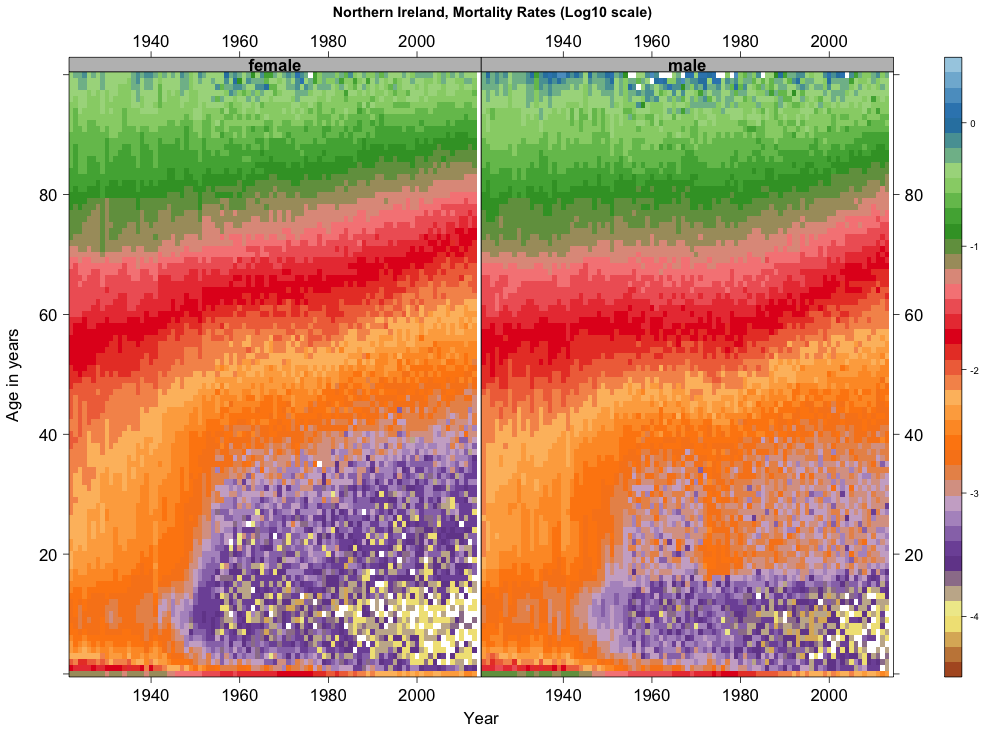 Northern Ireland, Mortality Rates (Log10 scale)
1940 1960 1980 2000 1940 1960 1980 2000
female male
0
-1
-2
-3
-4
80 80
60 60
40 40
20 20
Age in years
1940 1960 1980 2000 1940 1960 1980 2000
Year